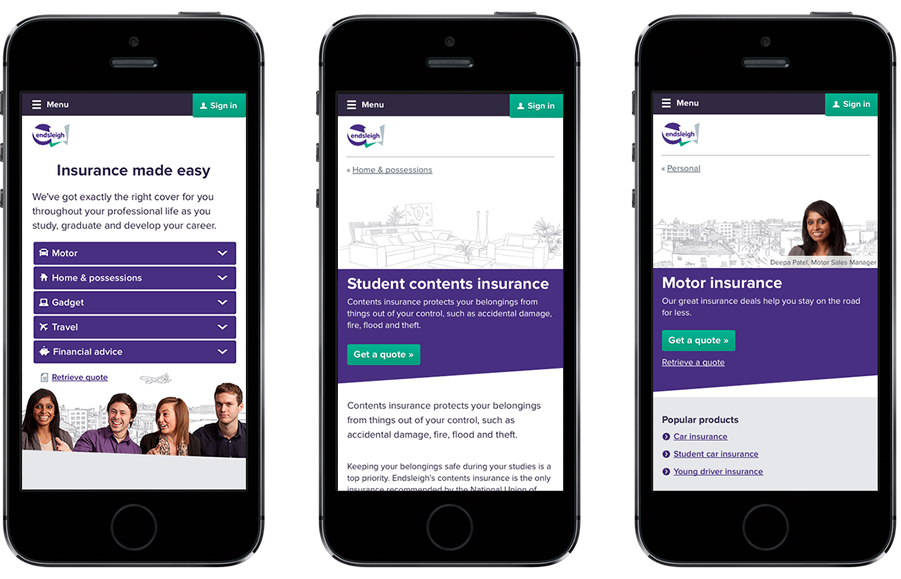 Menu
Sign in
endsleigh
Insurance made easy
We've got exactly the right cover for you
throughout your professional life as you
study, graduate and develop your career.
Motor
Home & possessions
Gadget
Travel
Financial advice
Retrieve quote
Menu
Sign in
endsleigh
« Home & possessions
Student contents insurance
Contents insurance protects your belongings from
things out of your control, such as accidental damage,
fire, flood and theft.
Get a quote »
Contents insurance protects your belongings
from things out of your control, such as
accidental damage, fire, flood and theft.
Keeping your belongings safe during your studies is a
top priority. Endsleigh's contents insurance is the only
insurance recommended by the National Union of
Menu
Sign in
endsleigh
« Personal
Deepa Patel, Motor Sales Manager
Motor insurance
Our great insurance deals help you stay on the road
for less.
Get a quote »
Retrieve a quote
Popular products
Car insurance
Student car insurance
Young driver insurance